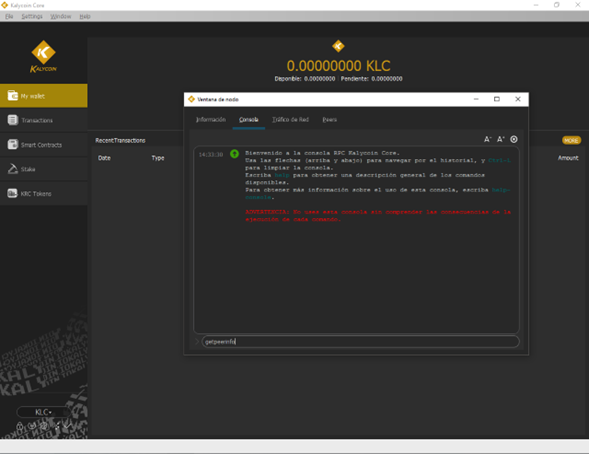 Kalycoin Core
File Settings Window Help
KALYCOIN
0.00000000 KLC
Disponible: 0.00000000 Pendiente: 0.00000000
My wallet
Transactions
Smart Contracts
Stake
KRC Tokens
Recent Transactions
MORE
Date Type Amount
Ventana de nodo
Información Consola Tráfico de Red Peers
A- A+
14:33:38 Bienvenido a la consola RPC Kalycoin Core.
Use las flechas (arriba y abajo) para navegar por el historial, y Ctrl-L
para limpiar la consola.
Escriba help para obtener una descripción general de los comandos
disponibles.
Para obtener más información sobre el uso de esta consola, escriba help-
console.
ADVERTENCIA: No uses esta consola sin comprender las consecuencias de la
ejecución de cada comando.
getpeerinfo
KLC